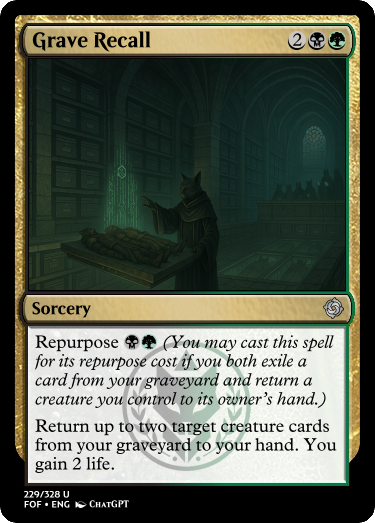 Grave Recall 2
Sorcery
Repurpose (You may cast this spell
for its repurpose cost if you both exile a
card from your graveyard and return a
creature you control to its owner's hand.)
Return up to two target creature cards
from your graveyard to your hand. You
gain 2 life.
229/328 U
FOF • ENG ChatGPT